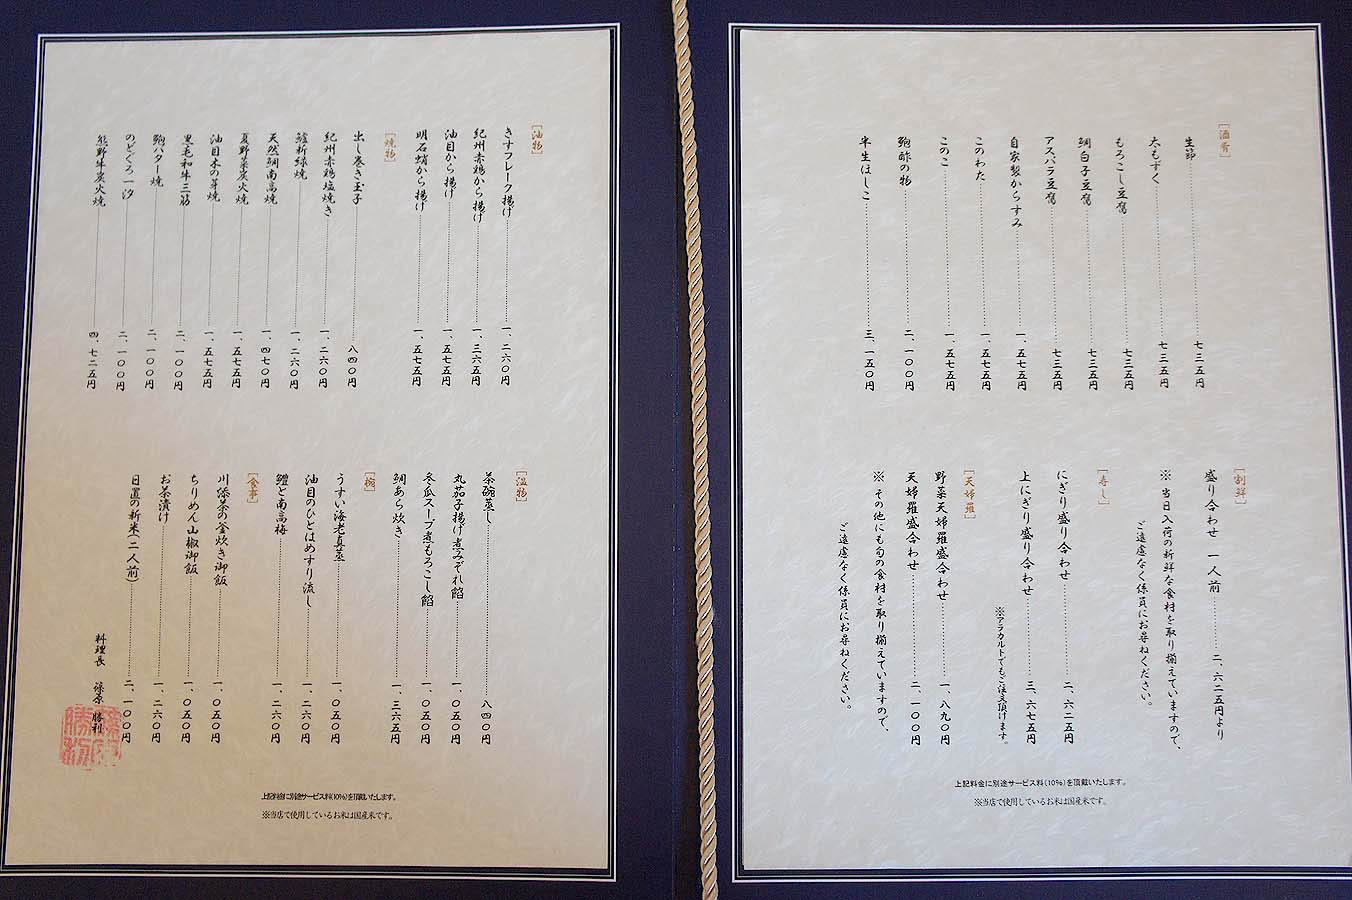 ［酒肴］
生節 七三五円
太もずく 七三五円
もろこし豆腐 七三五円
鯛白子豆腐 七三五円
アスパラ豆腐 七三五円
自家製からすみ 一、五七五円
このわた 一、五七五円
このこ 一、五七五円
鮑酢の物 二、一〇〇円
半生ほしこ 三、一五〇円
［割鮮］
盛り合わせ 一人前 二、六二五円より
※ 当日入荷の新鮮な食材を取り揃えていますので、
ご遠慮なく係員にお尋ねください。
［寿し］
にぎり盛り合わせ 二、六二五円
上にぎり盛り合わせ 三、六七五円
※アラカルトでもご注文頂けます。
［天婦羅］
野菜天婦羅盛合わせ 一、八九〇円
天婦羅盛合わせ 二、一〇〇円
※ その他にも旬の食材を取り揃えていますので、
ご遠慮なく係員にお尋ねください。
上記料金に別途サービス料(10%)を頂戴いたします。
※当店で使用しているお米は国産米です。
［油物］
きすフレーク揚げ 一、二六〇円
紀州赤鶏から揚げ 一、三六五円
油目から揚げ 一、五七五円
明石蛸から揚げ 一、五七五円
［焼物］
出し巻き玉子 八四〇円
紀州赤鶏塩焼き 一、二六〇円
鱧新緑焼 一、二六〇円
天然鯛南高焼 一、四七〇円
夏野菜炭火焼 一、五七五円
油目木の芽焼 一、五七五円
黒毛和牛三筋 二、一〇〇円
鮑バター焼 二、一〇〇円
のどぐろ一汐 二、一〇〇円
熊野牛炭火焼 四、七二五円
［温物］
茶碗蒸し 八四〇円
丸茄子揚げ煮みぞれ餡 一、〇五〇円
冬瓜スープ煮もろこし餡 一、〇五〇円
鯛あら炊き 一、三六五円
［椀］
うすい海老真蒸 一、〇五〇円
油目のひとはめすり流し 一、二六〇円
鱧と南高梅 一、二六〇円
［食事］
川添茶の釜炊き御飯 一、〇五〇円
ちりめん山椒御飯 一、〇五〇円
お茶漬け 一、二六〇円
日置の新米(二人前) 二、一〇〇円
料理長 篠原 勝利
上記料金に別途サービス料(10%)を頂戴いたします。
※当店で使用しているお米は国産米です。